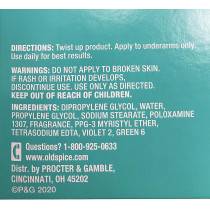 DIRECTIONS: Twist up product. Apply to underarms only.
Use daily for best results.
WARNINGS: DO NOT APPLY TO BROKEN SKIN.
IF RASH OR IRRITATION DEVELOPS,
DISCONTINUE USE. USE ONLY AS DIRECTED.
KEEP OUT OF REACH OF CHILDREN.
INGREDIENTS: DIPROPYLENE GLYCOL, WATER,
PROPYLENE GLYCOL, SODIUM STEARATE, POLOXAMINE
1307, FRAGRANCE, PPG-3 MYRISTYL ETHER,
TETRASODIUM EDTA, VIOLET 2, GREEN 6
Questions? 1-800-925-0633
www.oldspice.com
Distr. by PROCTER & GAMBLE,
CINCINNATI, OH 45202
©P&G 2020